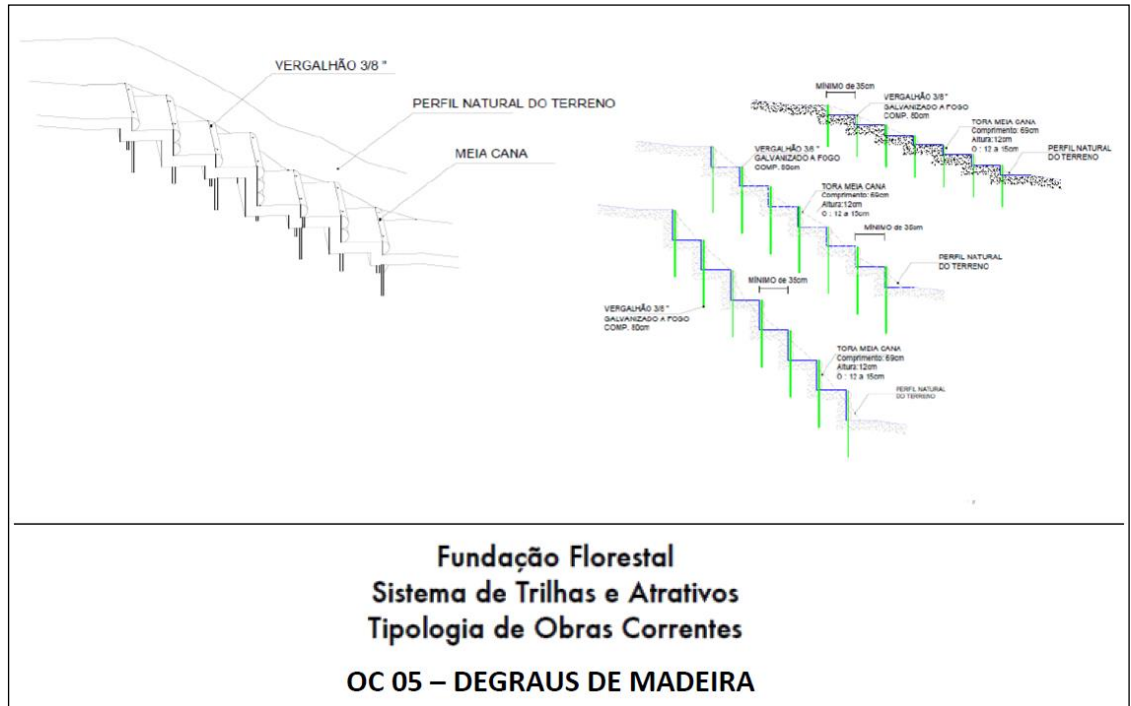 VERGALHÃO 3/8 "
PERFIL NATURAL DO TERRENO
MEIA CANA
MÍNIMO de 35cm
VERGALHÃO 3/8 "
GALVANIZADO A FOGO
COMP. 80cm
TORA MEIA CANA
Comprimento: 69cm
Altura:12cm
O : 12 a 15cm
PERFIL NATURAL
DO TERRENO
VERGALHÃO 3/8 "
GALVANIZADO A FOGO
COMP. 80cm
TORA MEIA CANA
Comprimento: 69cm
Altura:12cm
O : 12 a 15cm
MÍNIMO de 35cm
PERFIL NATURAL
DO TERRENO
MÍNIMO de 35cm
VERGALHÃO 3/8 "
GALVANIZADO A FOGO
COMP. 80cm
TORA MEIA CANA
Comprimento: 69cm
Altura:12cm
O : 12 a 15cm
PERFIL NATURAL
DO TERRENO
Fundação Florestal
Sistema de Trilhas e Atrativos
Tipologia de Obras Correntes
OC 05 – DEGRAUS DE MADEIRA